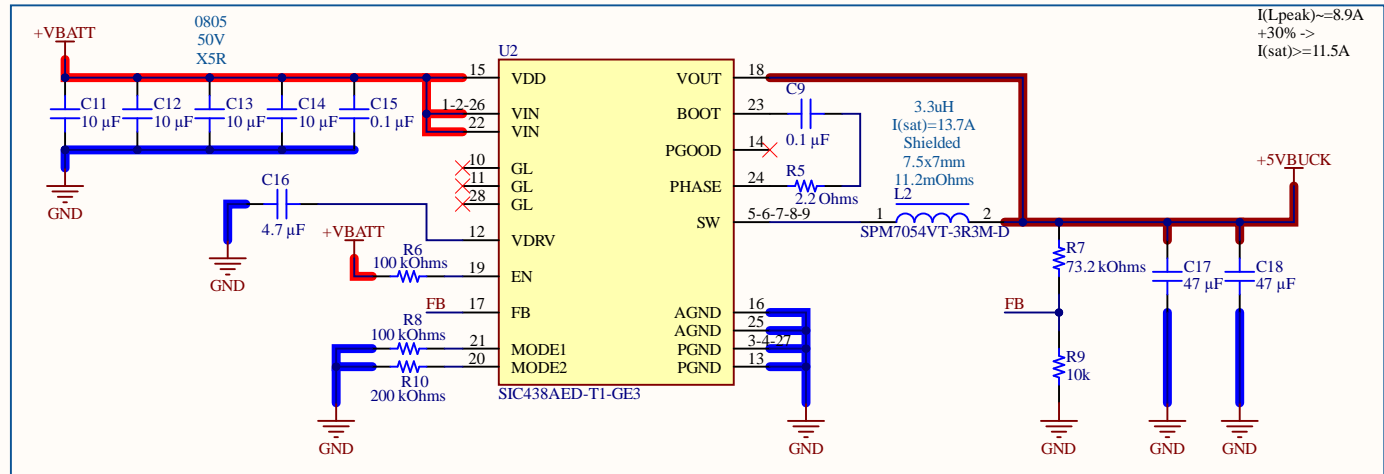 I(Lpeak)~=8.9A
+30% ->
I(sat)>=11.5A
+VBATT
0805
50V
X5R
C11
10 µF
C12
10 µF
C13
10 µF
C14
10 µF
C15
0.1 µF
C16
4.7 µF
GND
GND
+VBATT
R6
100 kOhms
FB
R8
100 kOhms
R10
200 kOhms
GND
U2
15
VDD
1-2-26
VIN
22
VIN
10
GL
11
GL
28
GL
12
VDRV
19
EN
17
FB
21
MODE1
20
MODE2
VOUT
18
BOOT
23
PGOOD
14
PHASE
24
SW
5-6-7-8-9
AGND
16
AGND
25
PGND
3-4-27
PGND
13
SIC438AED-T1-GE3
GND
C9
0.1 µF
R5
2.2 Ohms
3.3uH
I(sat)=13.7A
Shielded
7.5x7mm
11.2mOhms
L2
1
2
SPM7054VT-3R3M-D
+5VBUCK
R7
73.2 kOhms
FB
R9
10k
GND
C17
47 µF
GND
C18
47 µF
GND